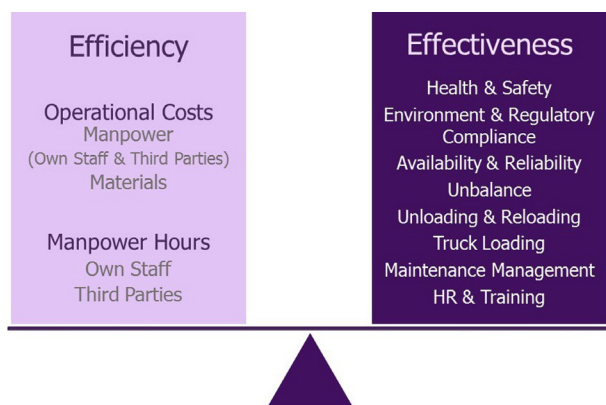 Efficiency
Operational Costs
Manpower
(Own Staff & Third Parties)
Materials
Manpower Hours
Own Staff
Third Parties
Effectiveness
Health & Safety
Environment & Regulatory
Compliance
Availability & Reliability
Unbalance
Unloading & Reloading
Truck Loading
Maintenance Management
HR & Training